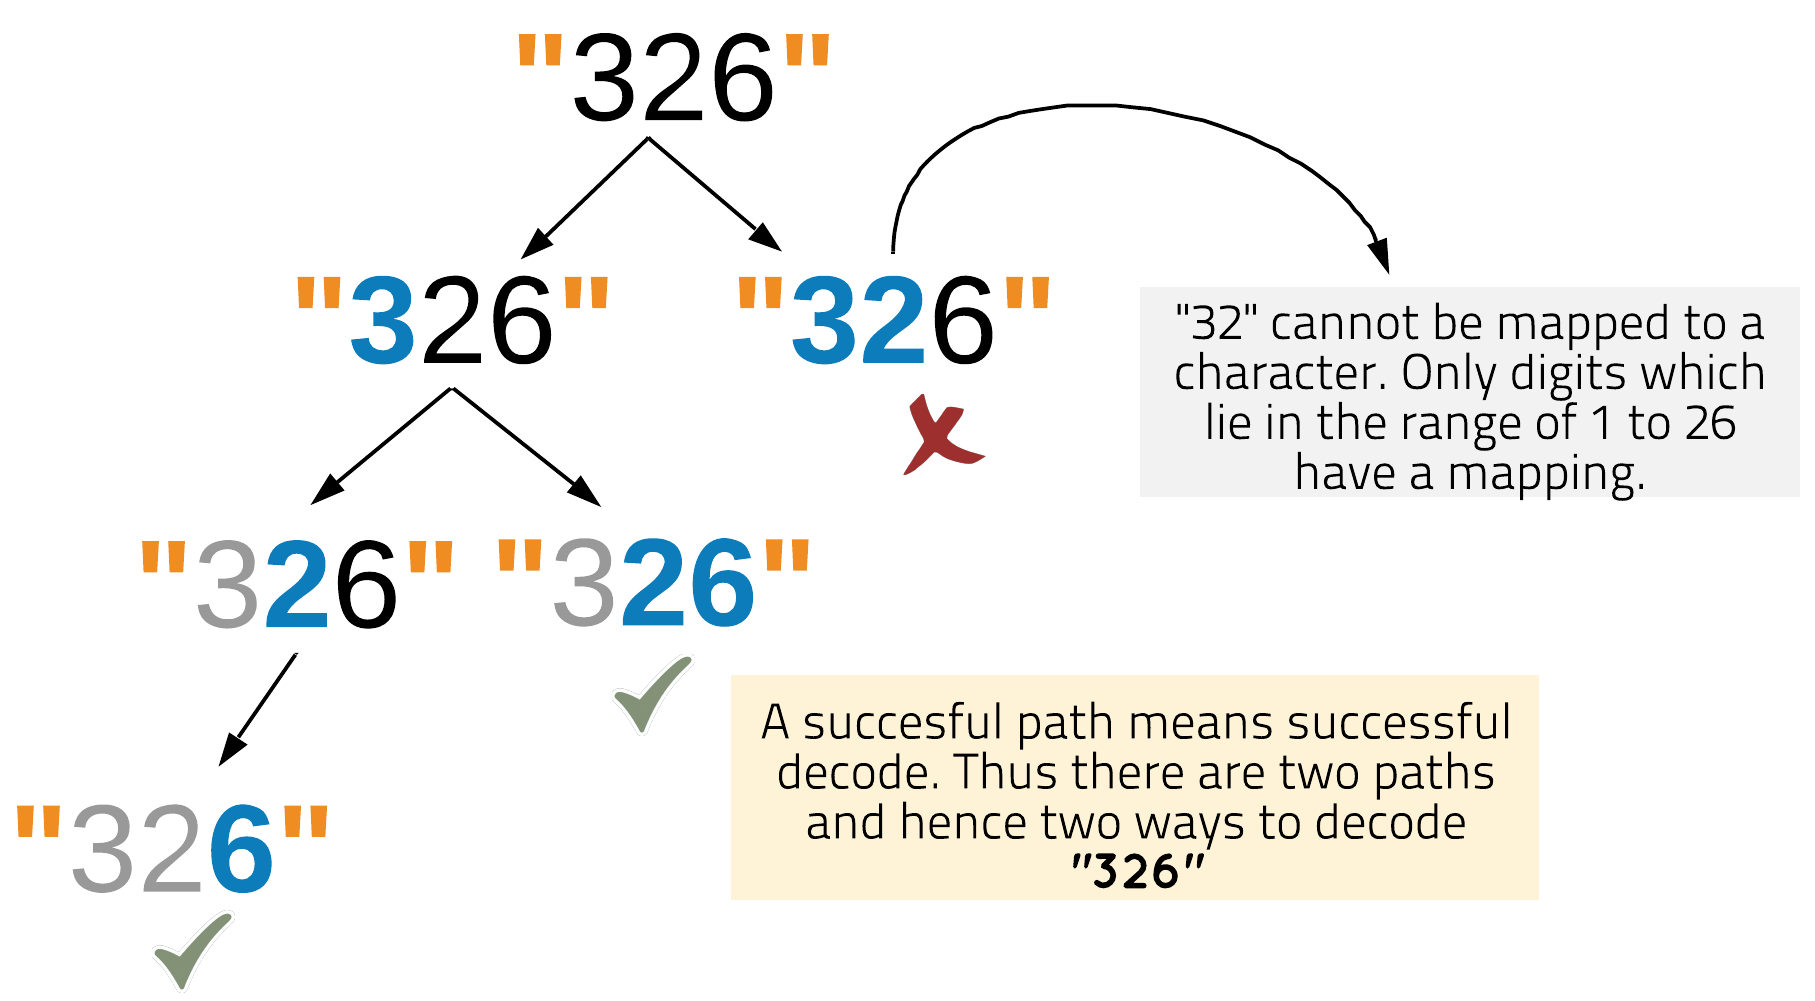 "326"
"326" "326"
"32" cannot be mapped to a
character. Only digits which
lie in the range of 1 to 26
have a mapping.
"326" "326"
A succesful path means successful
decode. Thus there are two paths
and hence two ways to decode
"326"
"326"